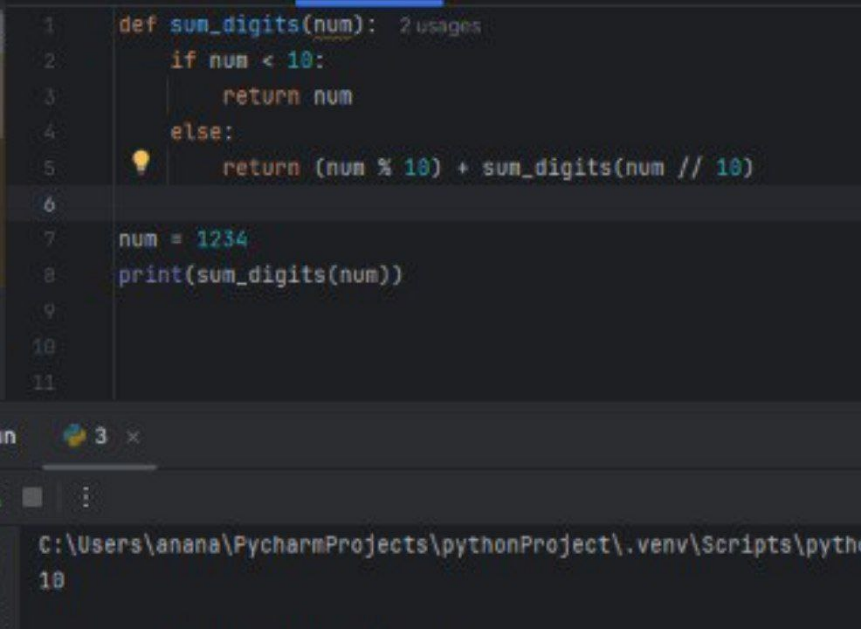 1 def sum_digits(num): 2 usages
2     if num < 10:
3         return num
4     else:
5         return (num % 10) + sum_digits(num // 10)
6
7 num = 1234
8 print(sum_digits(num))
9
10
11
3 ×
C:\Users\anana\PycharmProjects\pythonProject\.venv\Scripts\pytho
10